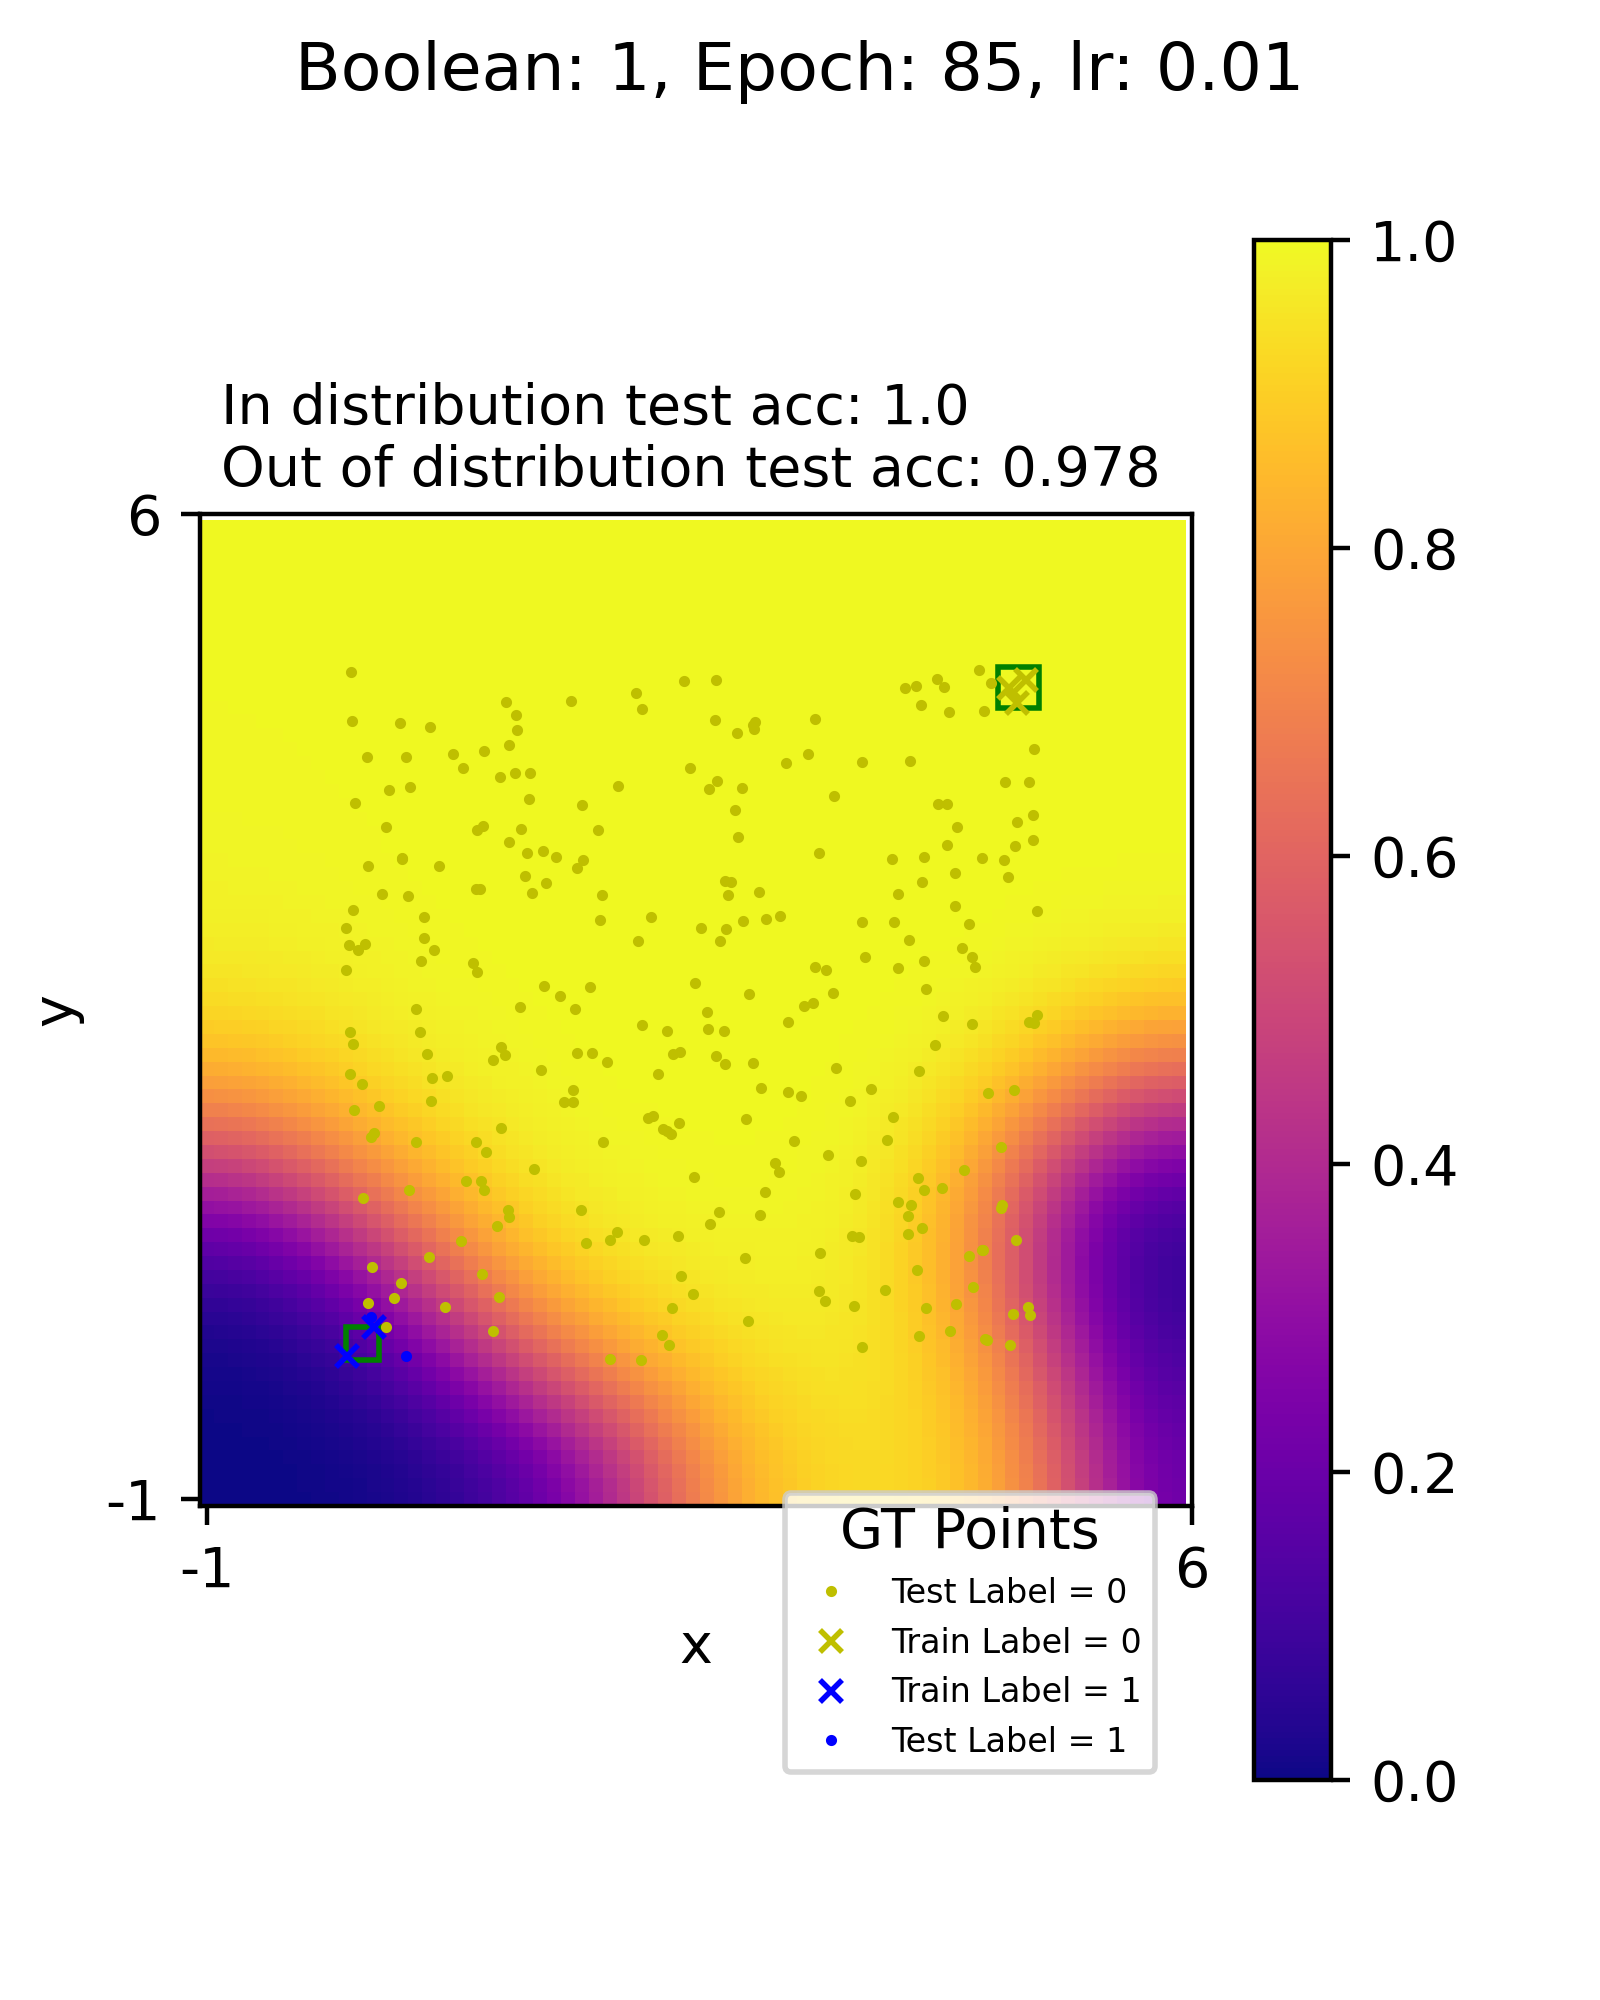 Boolean: 1, Epoch: 85, lr: 0.01
In distribution test acc: 1.0
Out of distribution test acc: 0.978
1.0
0.8
0.6
0.4
0.2
0.0
6
y
-1
-1
6
x
GT Points
Test Label = 0
Train Label = 0
Train Label = 1
Test Label = 1